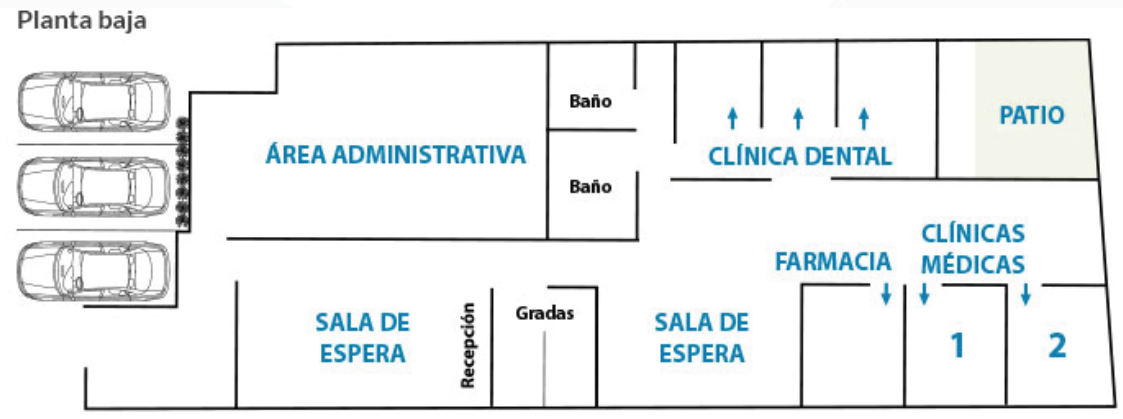 Planta baja
Baño
PATIO
ÁREA ADMINISTRATIVA
CLÍNICA DENTAL
Baño
CLÍNICAS
MÉDICAS
FARMACIA
SALA DE
ESPERA
Recepción
Gradas
SALA DE
ESPERA
1
2